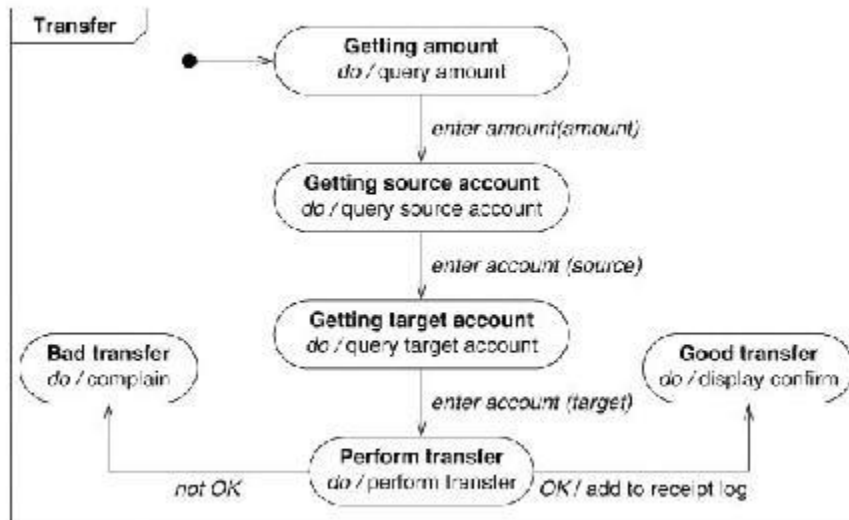 Transfer
Getting amount
do / query amount
enter amount(amount)
Getting source account
do / query source account
enter account (source)
Getting target account
do / query target account
Bad transfer
do / complain
Good transfer
do / display confirm
enter account (target)
Perform transfer
do / perform transfer
not OK
OK / add to receipt log